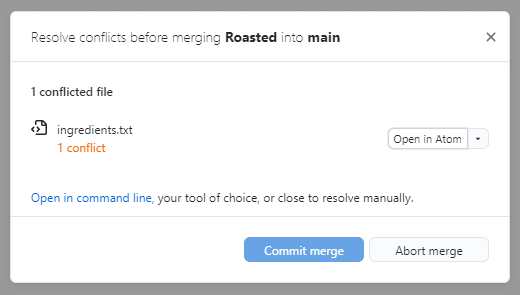 Resolve conflicts before merging Roasted into main
1 conflicted file
ingredients.txt
1 conflict
Open in Atom
Open in command line, your tool of choice, or close to resolve manually.
Commit merge
Abort merge